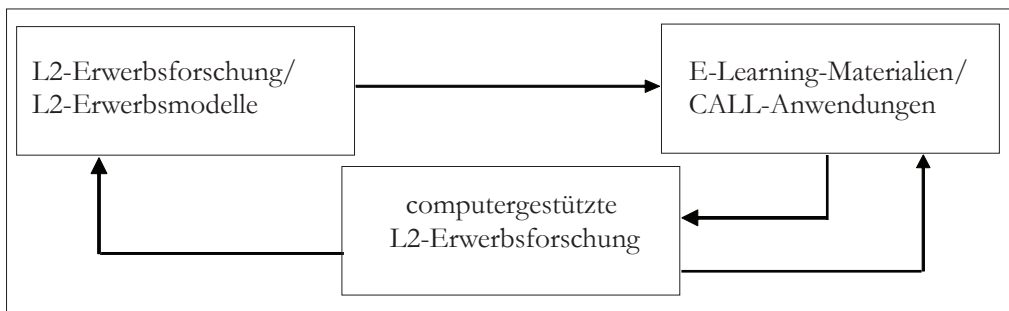 L2-Erwerbsforschung/
L2-Erwerbsmodelle
E-Learning-Materialien/
CALL-Anwendungen
computergestützte
L2-Erwerbsforschung